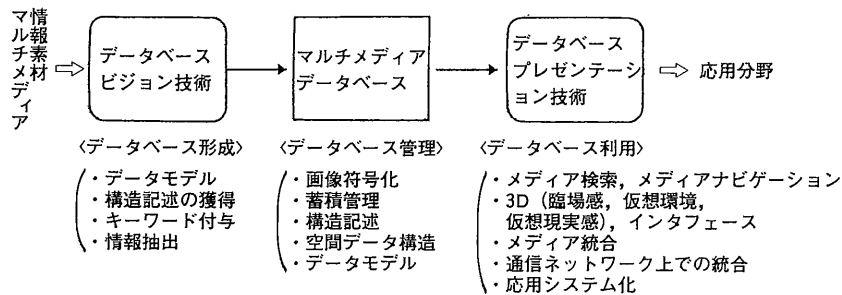 マルチメディア
情報素材
データベース
ビジョン技術
マルチメディア
データベース
データベース
プレゼンテーシ
ョン技術
応用分野
〈データベース形成〉
・データモデル
・構造記述の獲得
・キーワード付与
・情報抽出
〈データベース管理〉
・画像符号化
・蓄積管理
・構造記述
・空間データ構造
・データモデル
〈データベース利用〉
・メディア検索，メディアナビゲーション
・3D（臨場感，仮想環境，
仮想現実感），インタフェース
・メディア統合
・通信ネットワーク上での統合
・応用システム化